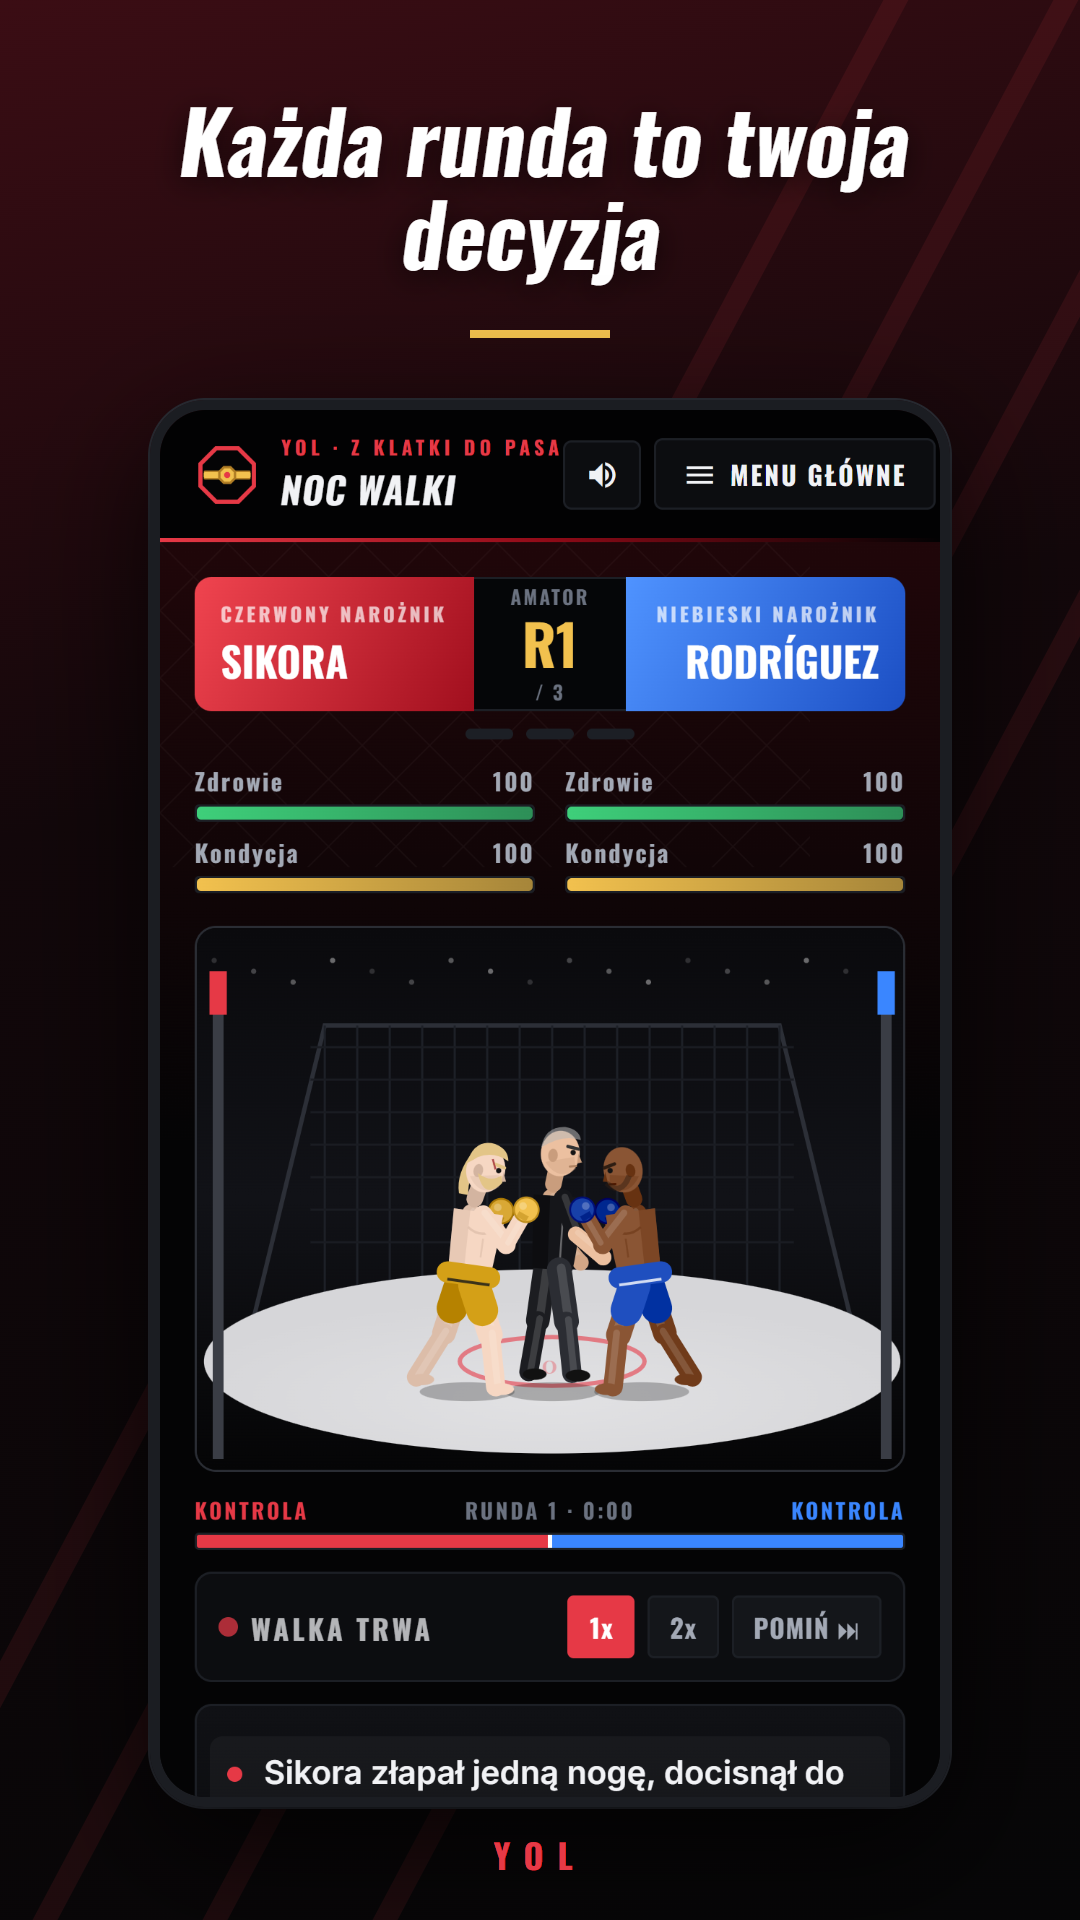 Każda runda to twoja
decyzja
YOL · Z KLATKI DO PASA
NOC WALKI
MENU GŁÓWNE
CZERWONY NAROŻNIK
SIKORA
AMATOR
R1
/ 3
NIEBIESKI NAROŻNIK
RODRÍGUEZ
Zdrowie 100
Zdrowie 100
Kondycja 100
Kondycja 100
KONTROLA RUNDA 1 · 0:00 KONTROLA
WALKA TRWA 1x 2x POMIŃ
Sikora złapał jedną nogę, docisnął do
YOL